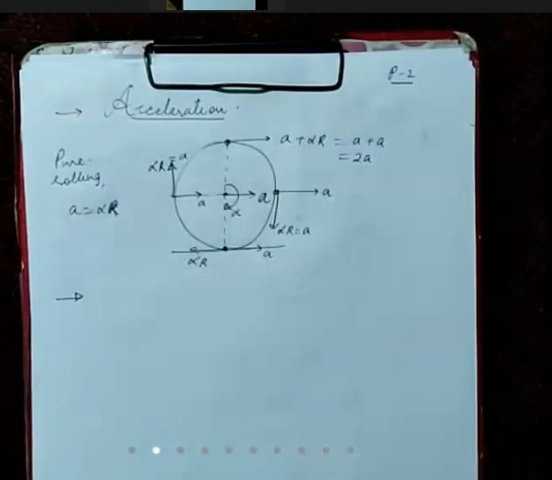 P-2
→ Acceleration.
a + αR = a + a
= 2a
Pure
rolling,
a = αR
αR = a
a
α
a
a
αR = a
αR
a
→